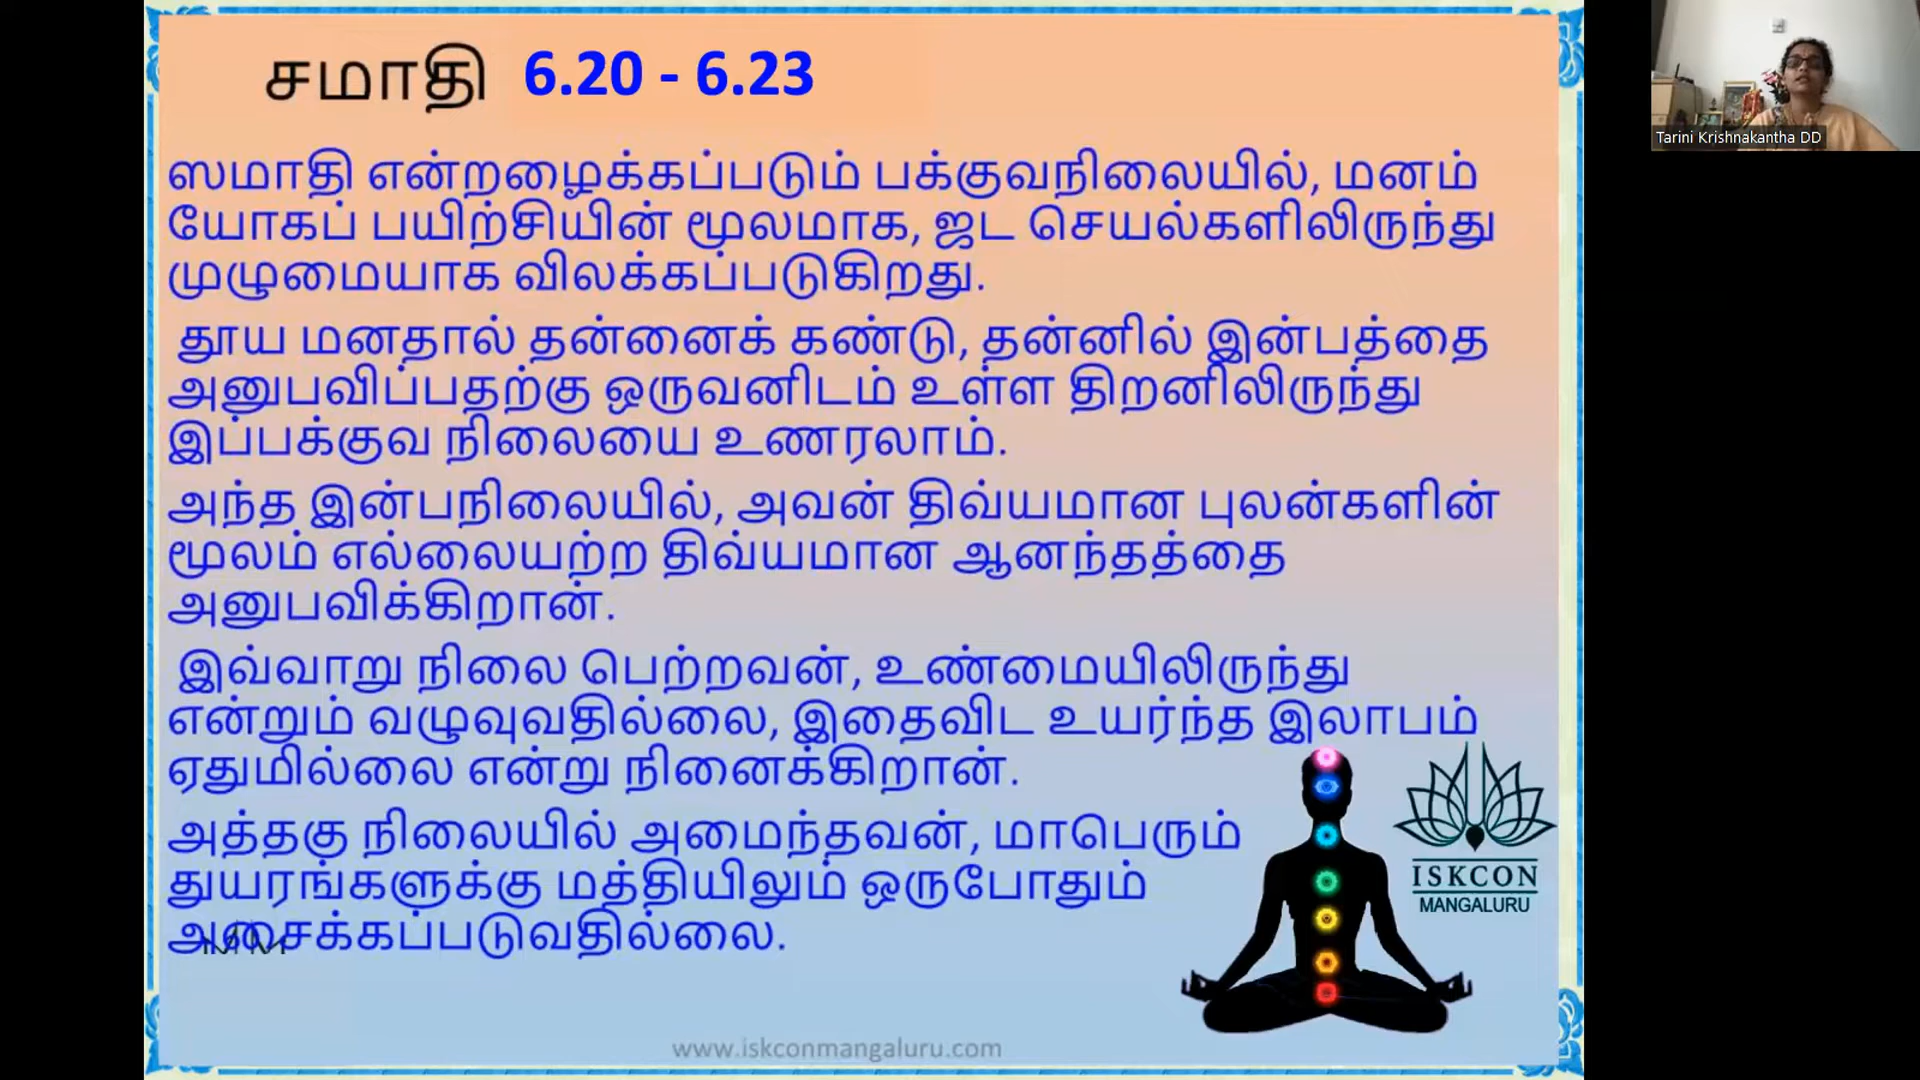 சமாதி 6.20 - 6.23
ஸமாதி என்றழைக்கப்படும் பக்குவநிலையில், மனம்
யோகப் பயிற்சியின் மூலமாக, ஜட செயல்களிலிருந்து
முழுமையாக விலக்கப்படுகிறது.
தூய மனதால் தன்னைக் கண்டு, தன்னில் இன்பத்தை
அனுபவிப்பதற்கு ஒருவனிடம் உள்ள திறனிலிருந்து
இப்பக்குவ நிலையை உணரலாம்.
அந்த இன்பநிலையில், அவன் திவ்யமான புலன்களின்
மூலம் எல்லையற்ற திவ்யமான ஆனந்தத்தை
அனுபவிக்கிறான்.
இவ்வாறு நிலை பெற்றவன், உண்மையிலிருந்து
என்றும் வழுவுவதில்லை, இதைவிட உயர்ந்த இலாபம்
ஏதுமில்லை என்று நினைக்கிறான்.
அத்தகு நிலையில் அமைந்தவன், மாபெரும்
துயரங்களுக்கு மத்தியிலும் ஒருபோதும்
அசைக்கப்படுவதில்லை.
ISKCON
MANGALURU
www.iskconmangaluru.com
Tarini Krishnakantha DD